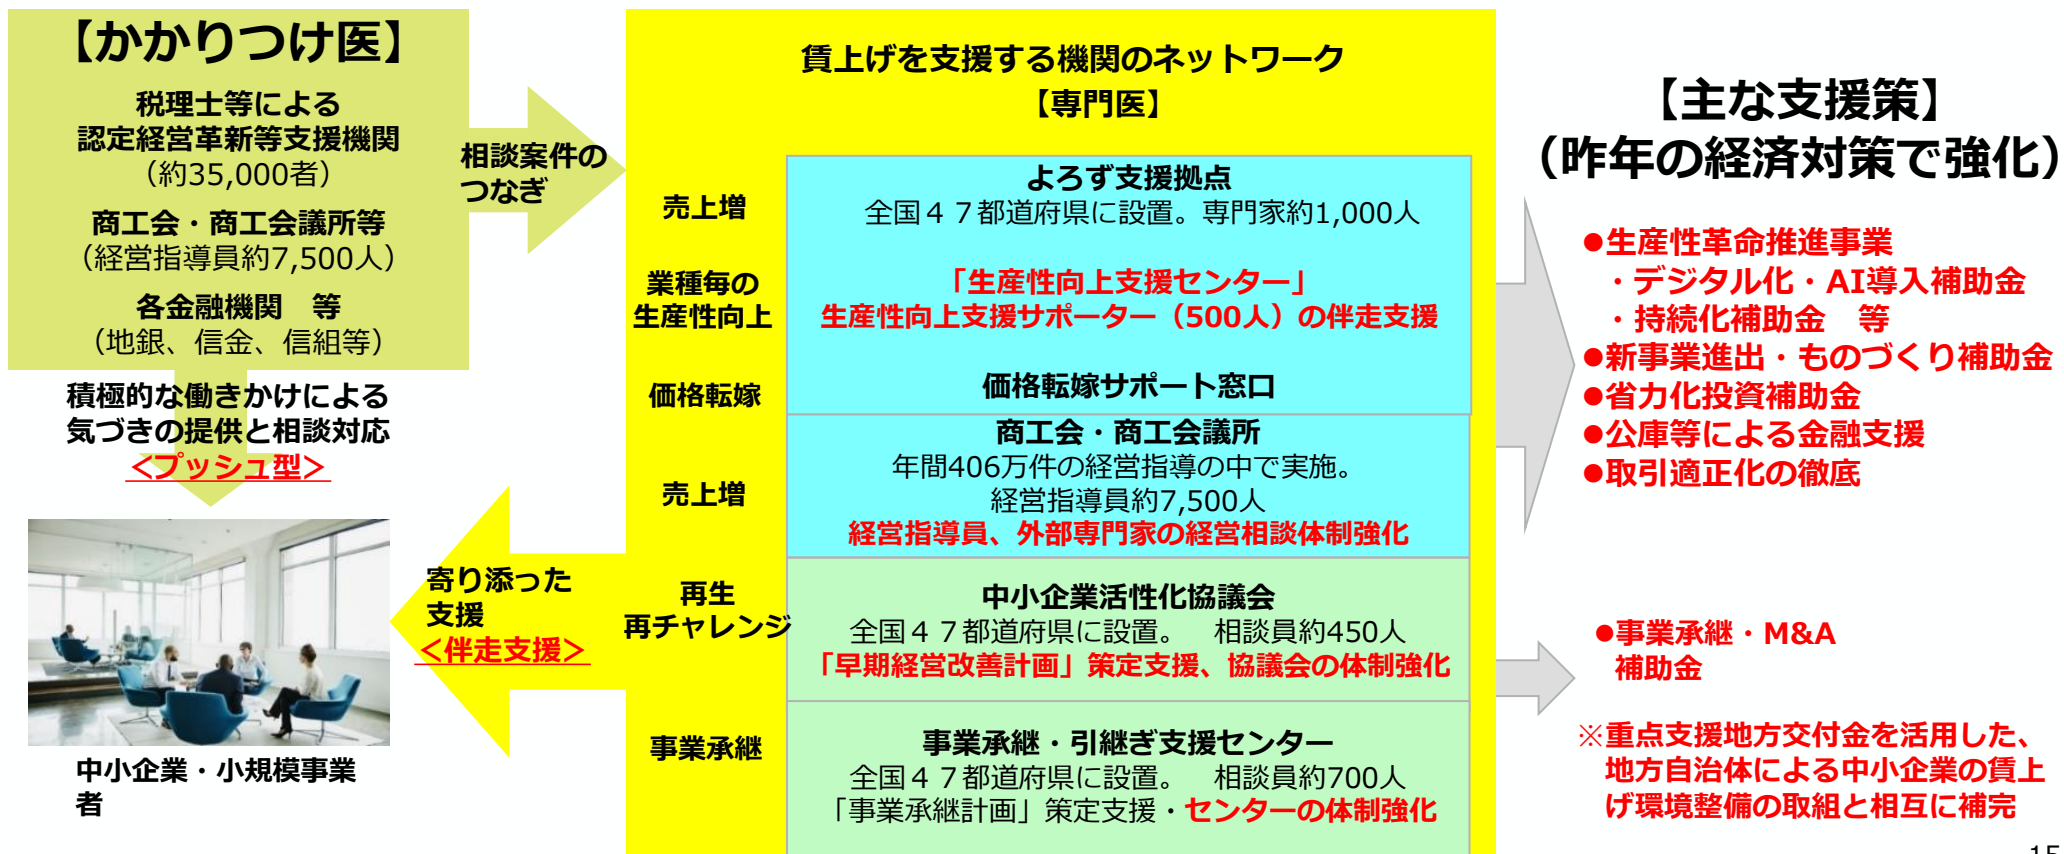 【かかりつけ医】
税理士等による
認定経営革新等支援機関
（約35,000者）
商工会・商工会議所等
（経営指導員約7,500人）
各金融機関　等
（地銀、信金、信組等）
積極的な働きかけによる
気づきの提供と相談対応
＜プッシュ型＞
中小企業・小規模事業
者
相談案件の
つなぎ
寄り添った
支援
＜伴走支援＞
賃上げを支援する機関のネットワーク
【専門医】
売上増
よろず支援拠点
全国４７都道府県に設置。専門家約1,000人
業種毎の
生産性向上
「生産性向上支援センター」
生産性向上支援サポーター（500人）の伴走支援
価格転嫁
価格転嫁サポート窓口
売上増
商工会・商工会議所
年間406万件の経営指導の中で実施。
経営指導員約7,500人
経営指導員、外部専門家の経営相談体制強化
再生
再チャレンジ
中小企業活性化協議会
全国４７都道府県に設置。　相談員約450人
「早期経営改善計画」策定支援、協議会の体制強化
事業承継
事業承継・引継ぎ支援センター
全国４７都道府県に設置。　相談員約700人
「事業承継計画」策定支援・センターの体制強化
【主な支援策】
（昨年の経済対策で強化）
●生産性革命推進事業
・デジタル化・AI導入補助金
・持続化補助金　等
●新事業進出・ものづくり補助金
●省力化投資補助金
●公庫等による金融支援
●取引適正化の徹底
●事業承継・M&A
補助金
※重点支援地方交付金を活用した、
地方自治体による中小企業の賃上
げ環境整備の取組と相互に補完